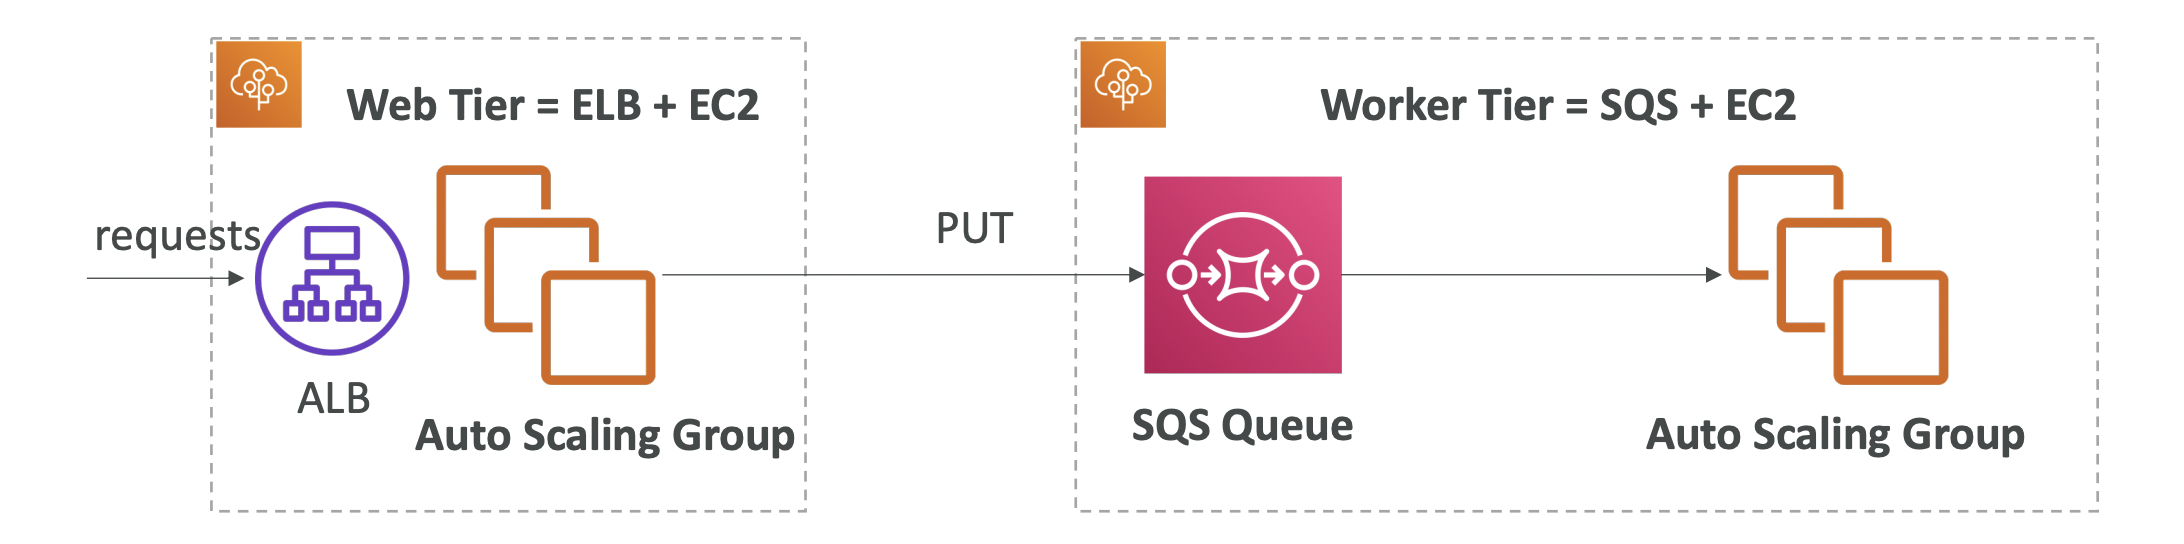 Web Tier = ELB + EC2
requests
ALB
Auto Scaling Group
PUT
Worker Tier = SQS + EC2
SQS Queue
Auto Scaling Group